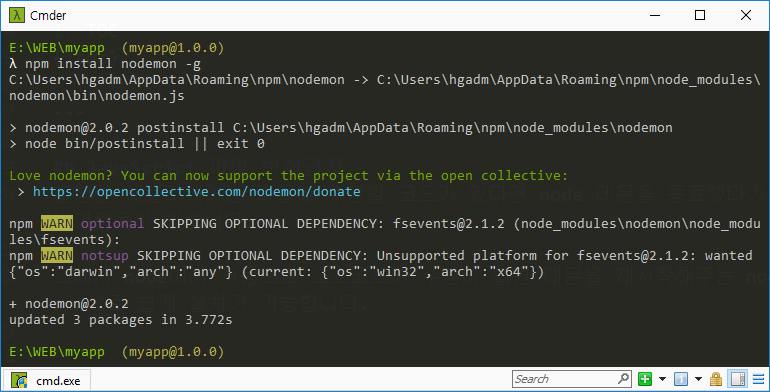 Cmder
E:\WEB\myapp (myapp@1.0.0)
λ npm install nodemon -g
C:\Users\hgadm\AppData\Roaming\npm\nodemon -> C:\Users\hgadm\AppData\Roaming\npm\node_modules\
nodemon\bin\nodemon.js
> nodemon@2.0.2 postinstall C:\Users\hgadm\AppData\Roaming\npm\node_modules\nodemon
> node bin/postinstall || exit 0
Love nodemon? You can now support the project via the open collective:
> https://opencollective.com/nodemon/donate
npm WARN optional SKIPPING OPTIONAL DEPENDENCY: fsevents@2.1.2 (node_modules\nodemon\node_modu
les\fsevents):
npm WARN notsup SKIPPING OPTIONAL DEPENDENCY: Unsupported platform for fsevents@2.1.2: wanted
{"os":"darwin","arch":"any"} (current: {"os":"win32","arch":"x64"})
+ nodemon@2.0.2
updated 3 packages in 3.772s
E:\WEB\myapp (myapp@1.0.0)
cmd.exe
Search